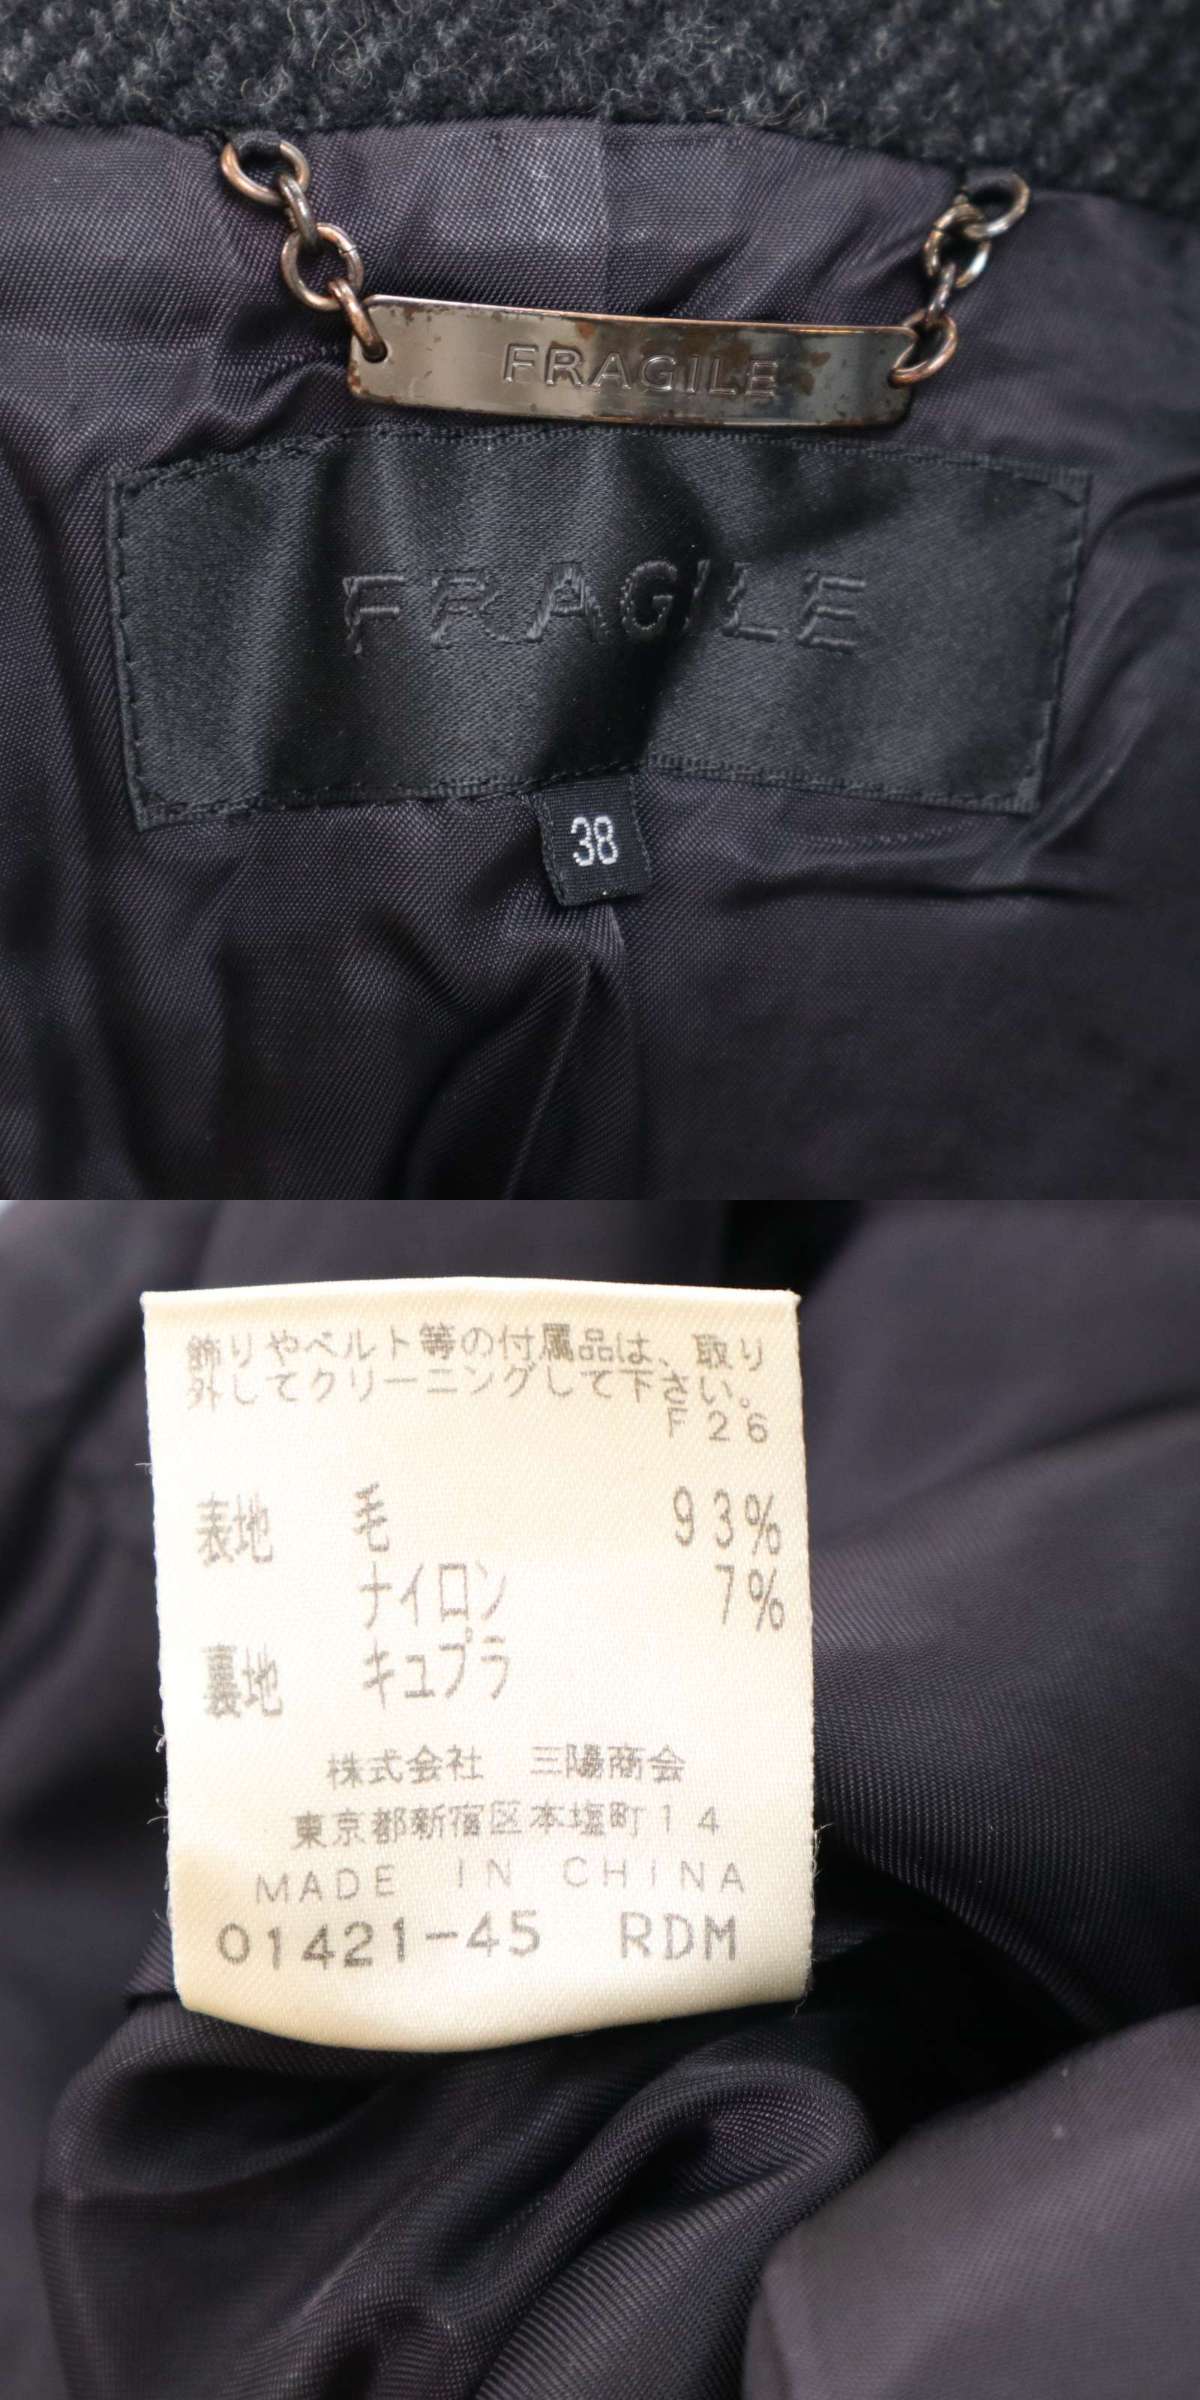 FRAGILE
FRAGILE
38
飾りやベルト等の付属品は、取り
外してクリーニングして下さい。
F26
表地 毛 93%
ナイロン 7%
裏地 キュプラ
株式会社 三陽商会
東京都新宿区本塩町14
MADE IN CHINA
01421-45 RDM